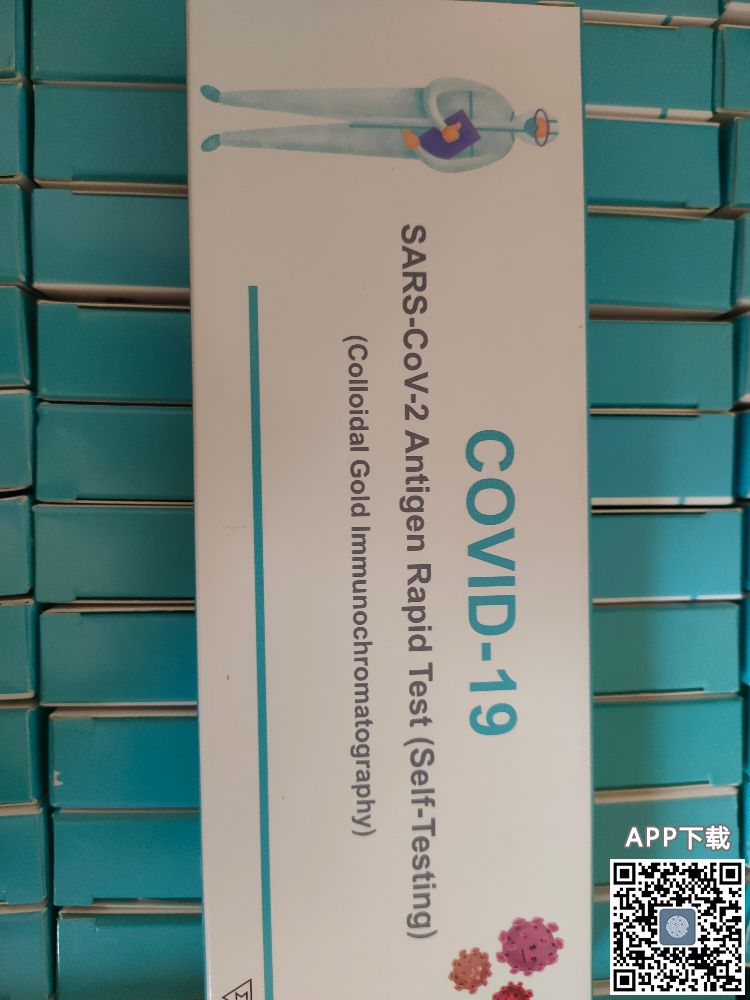 COVID-19
SARS-CoV-2 Antigen Rapid Test (Self-Testing)
(Colloidal Gold Immunochromatography)
APP下载